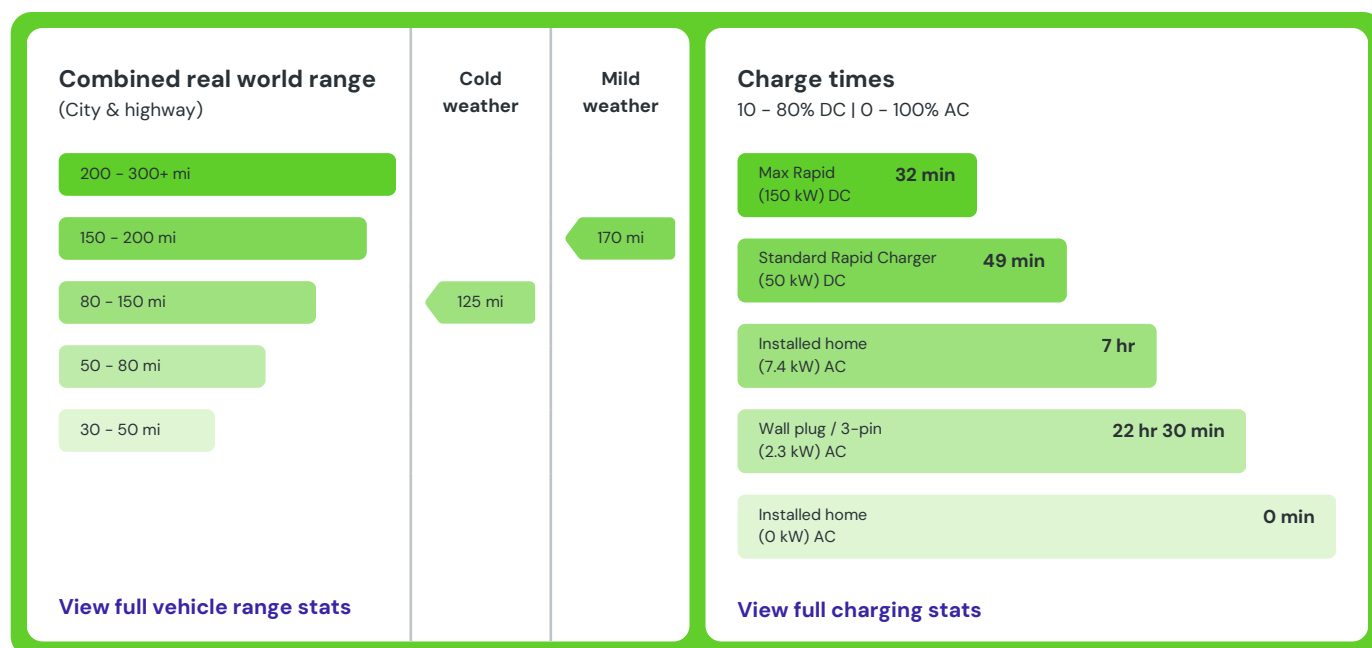 Combined real world range
(City & highway)
Cold
weather
Mild
weather
200 - 300+ mi
150 - 200 mi
170 mi
80 - 150 mi
125 mi
50 - 80 mi
30 - 50 mi
View full vehicle range stats
Charge times
10 - 80% DC | 0 - 100% AC
Max Rapid
(150 kW) DC
32 min
Standard Rapid Charger
(50 kW) DC
49 min
Installed home
(7.4 kW) AC
7 hr
Wall plug / 3-pin
(2.3 kW) AC
22 hr 30 min
Installed home
(0 kW) AC
0 min
View full charging stats